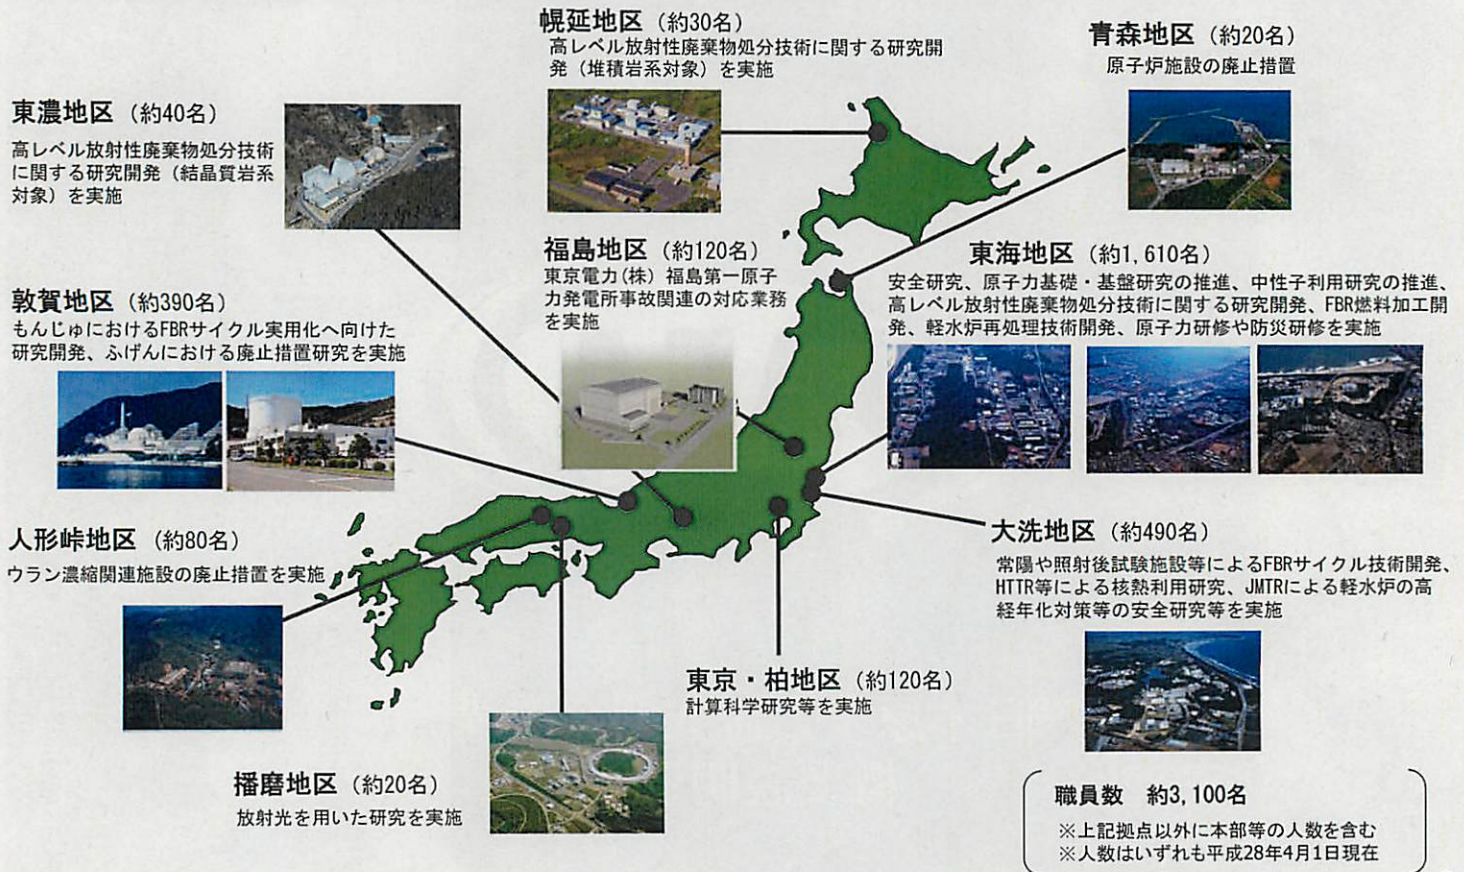 幌延地区（約30名）
高レベル放射性廃棄物処分技術に関する研究開
発（堆積岩系対象）を実施
青森地区（約20名）
原子炉施設の廃止措置
東濃地区（約40名）
高レベル放射性廃棄物処分技術
に関する研究開発（結晶質岩系
対象）を実施
福島地区（約120名）
東京電力(株）福島第一原子
力発電所事故関連の対応業務
を実施
東海地区（約1,610名）
安全研究、原子力基礎・基盤研究の推進、中性子利用研究の推進、
高レベル放射性廃棄物処分技術に関する研究開発、FBR燃料加工開
発、軽水炉再処理技術開発、原子力研修や防災研修を実施
敦賀地区（約390名）
もんじゅにおけるFBRサイクル実用化へ向けた
研究開発、ふげんにおける廃止措置研究を実施
人形峠地区（約80名）
ウラン濃縮関連施設の廃止措置を実施
大洗地区（約490名）
常陽や照射後試験施設等によるFBRサイクル技術開発、
HTTR等による核熱利用研究、JMTRによる軽水炉の高
経年化対策等の安全研究等を実施
東京・柏地区（約120名）
計算科学研究等を実施
播磨地区（約20名）
放射光を用いた研究を実施
職員数　約3,100名
※上記拠点以外に本部等の人数を含む
※人数はいずれも平成28年4月1日現在